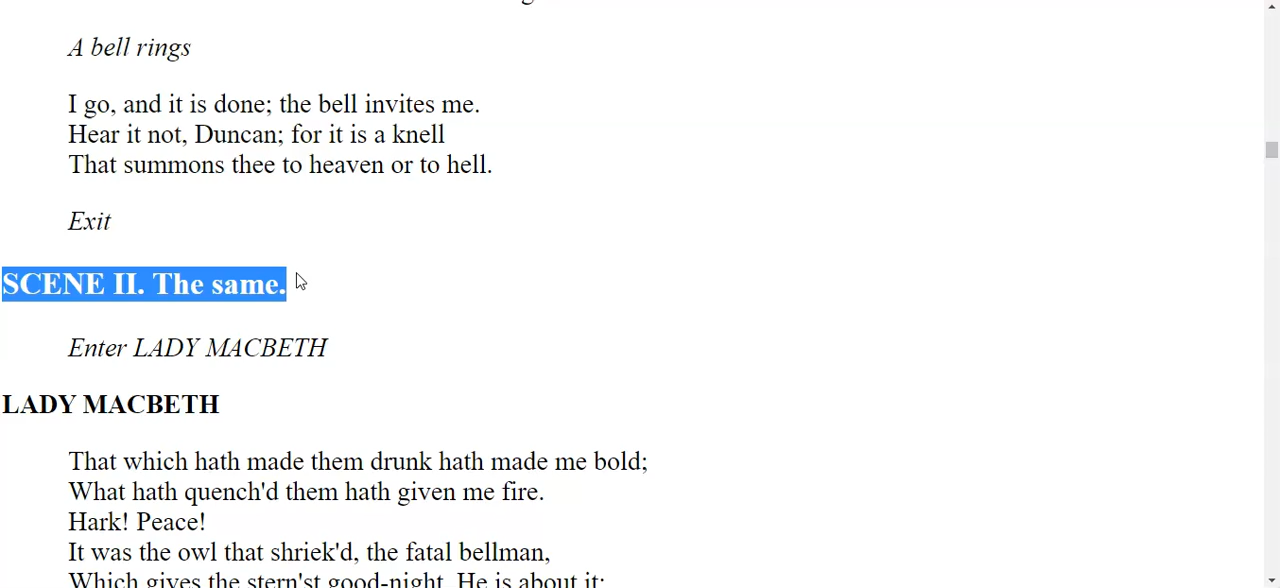 A bell rings
I go, and it is done; the bell invites me.
Hear it not, Duncan; for it is a knell
That summons thee to heaven or to hell.
Exit
SCENE II. The same.
Enter LADY MACBETH
LADY MACBETH
That which hath made them drunk hath made me bold;
What hath quench'd them hath given me fire.
Hark! Peace!
It was the owl that shriek'd, the fatal bellman,
Which gives the stern'st good-night. He is about it: